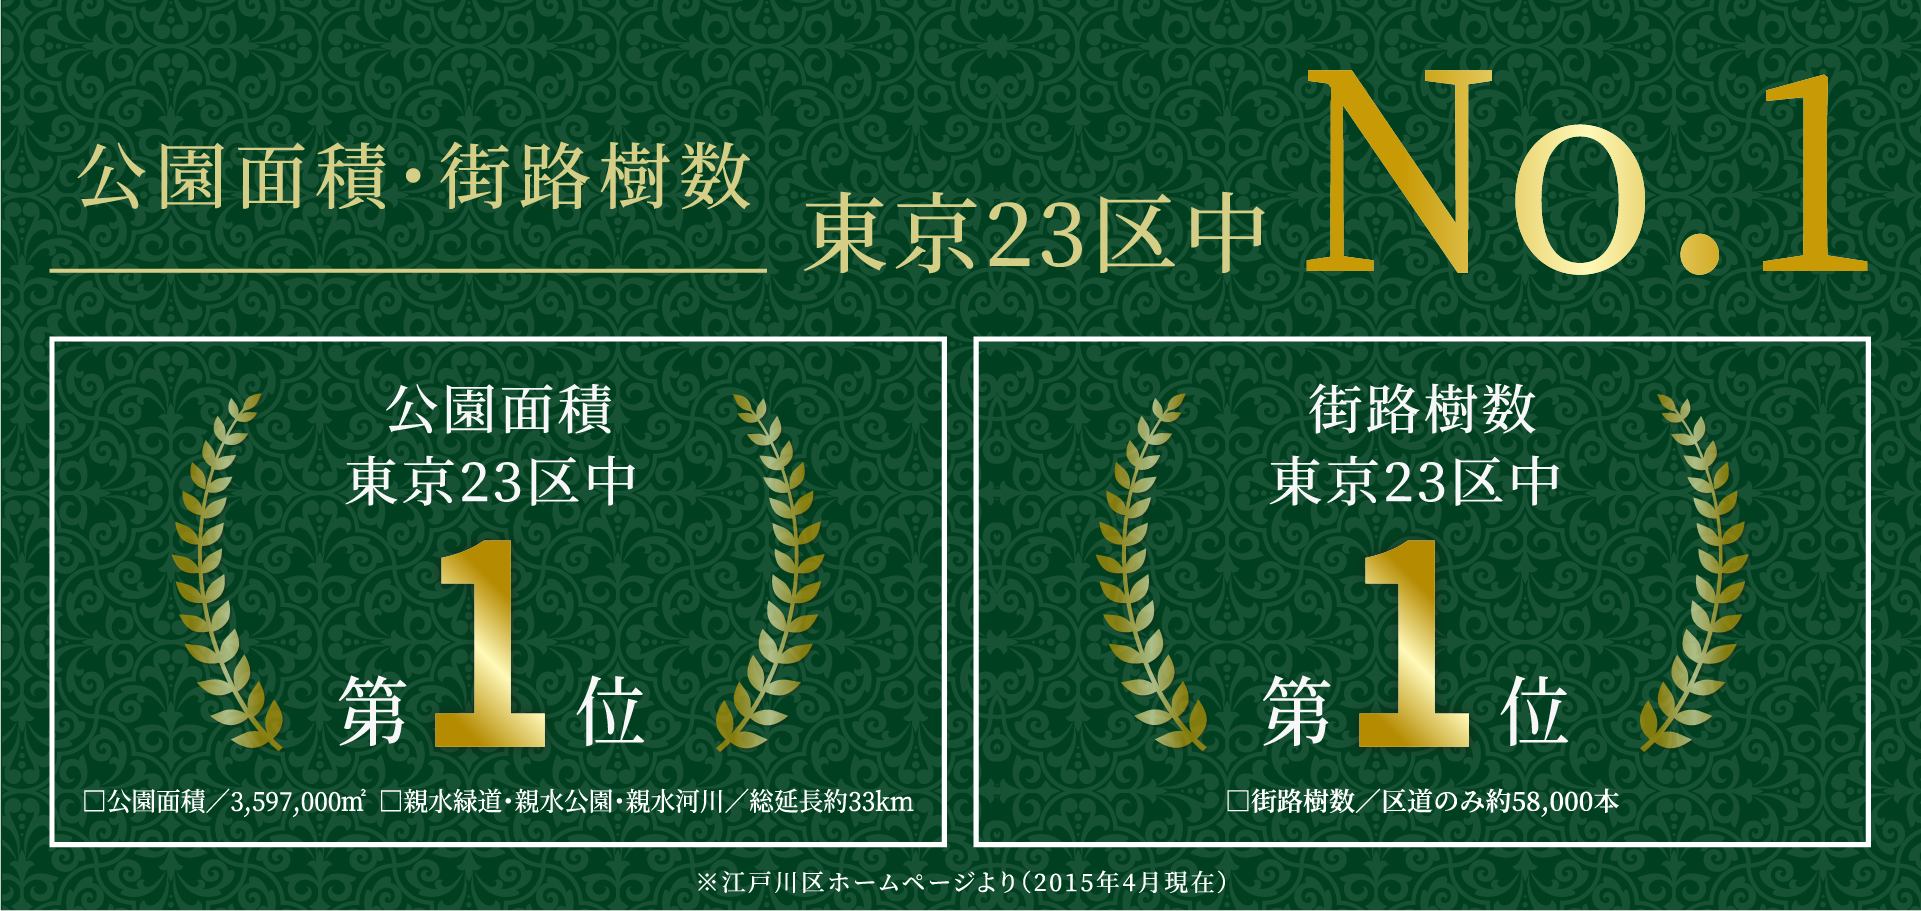 公園面積・街路樹数
東京23区中 No.1
公園面積
東京23区中
第1位
□公園面積／3,597,000㎡ □親水緑道・親水公園・親水河川／総延長約33km
街路樹数
東京23区中
第1位
□街路樹数／区道のみ約58,000本
※江戸川区ホームページより（2015年4月現在）